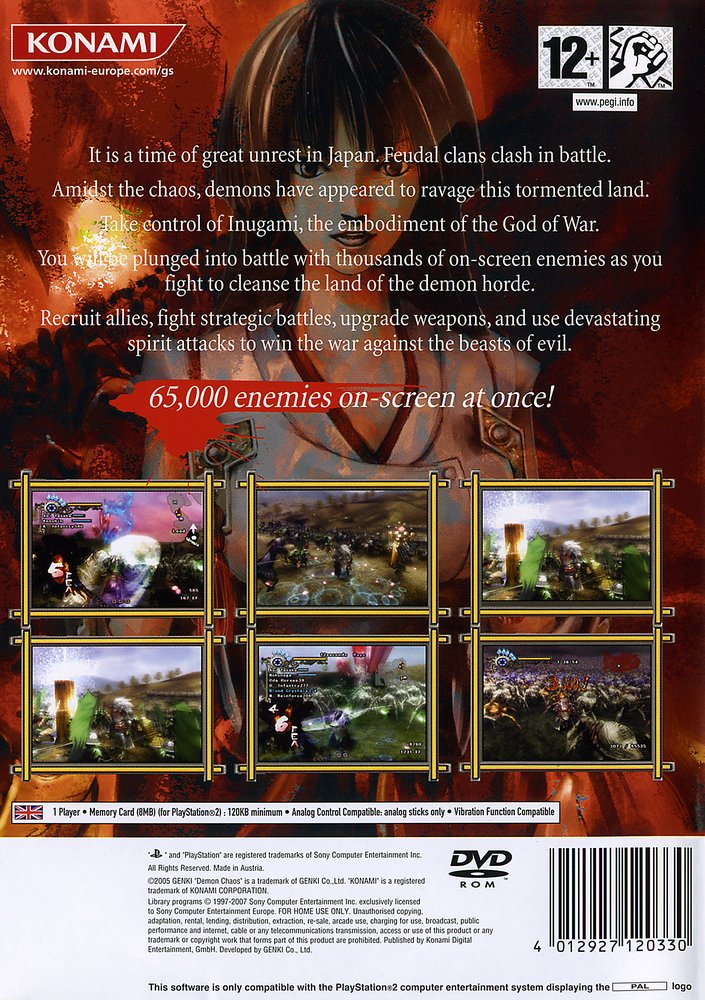 KONAMI
www.konami-europe.com/gs
12+
www.pegi.info
It is a time of great unrest in Japan. Feudal clans clash in battle.
Amidst the chaos, demons have appeared to ravage this tormented land.
Take control of Inugami, the embodiment of the God of War.
You will be plunged into battle with thousands of on-screen enemies as you
fight to cleanse the land of the demon horde.
Recruit allies, fight strategic battles, upgrade weapons, and use devastating
spirit attacks to win the war against the beasts of evil.
65,000 enemies on-screen at once!
585
12seconds
1 Player • Memory Card (8MB) (for PlayStation®2) : 120KB minimum • Analog Control Compatible: analog sticks only • Vibration Function Compatible
" " and "PlayStation" are registered trademarks of Sony Computer Entertainment Inc.
All Rights Reserved. Made in Austria.
©2005 GENKI "Demon Chaos" is a trademark of GENKI Co.,Ltd. "KONAMI" is a registered
trademark of KONAMI CORPORATION.
Library programs © 1997-2007 Sony Computer Entertainment Inc. exclusively licensed
to Sony Computer Entertainment Europe. FOR HOME USE ONLY. Unauthorised copying,
adaptation, rental, lending, distribution, extraction, re-sale, arcade use, charging for use, broadcast, public
performance and internet, cable or any telecommunications transmission, access or use of this product or any
trademark or copyright work that forms part of this product are prohibited. Published by Konami Digital
Entertainment, GmbH. Developed by GENKI Co., Ltd.
DVD
ROM
4 012927 120330
This software is only compatible with the PlayStation®2 computer entertainment system displaying the PAL logo